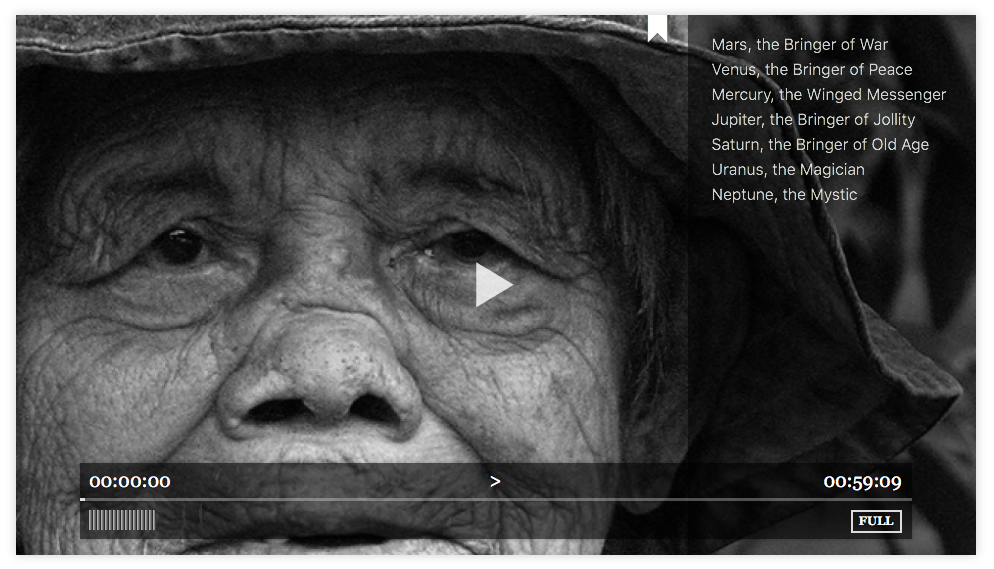 Mars, the Bringer of War
Venus, the Bringer of Peace
Mercury, the Winged Messenger
Jupiter, the Bringer of Jollity
Saturn, the Bringer of Old Age
Uranus, the Magician
Neptune, the Mystic
00:00:00 > 00:59:09
FULL